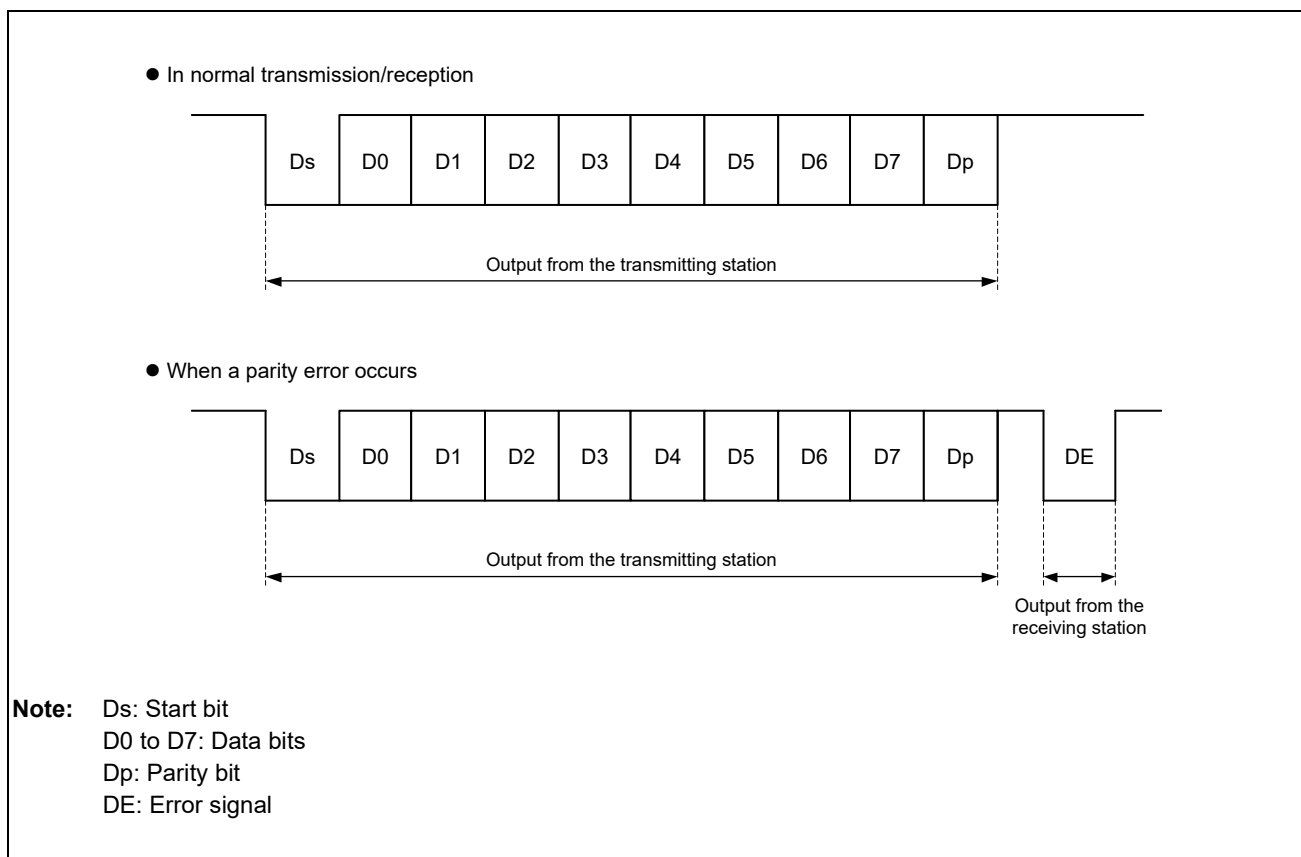 ● In normal transmission/reception
Ds D0 D1 D2 D3 D4 D5 D6 D7 Dp
Output from the transmitting station
● When a parity error occurs
Ds D0 D1 D2 D3 D4 D5 D6 D7 Dp DE
Output from the transmitting station
Output from the
receiving station
Note: Ds: Start bit
D0 to D7: Data bits
Dp: Parity bit
DE: Error signal